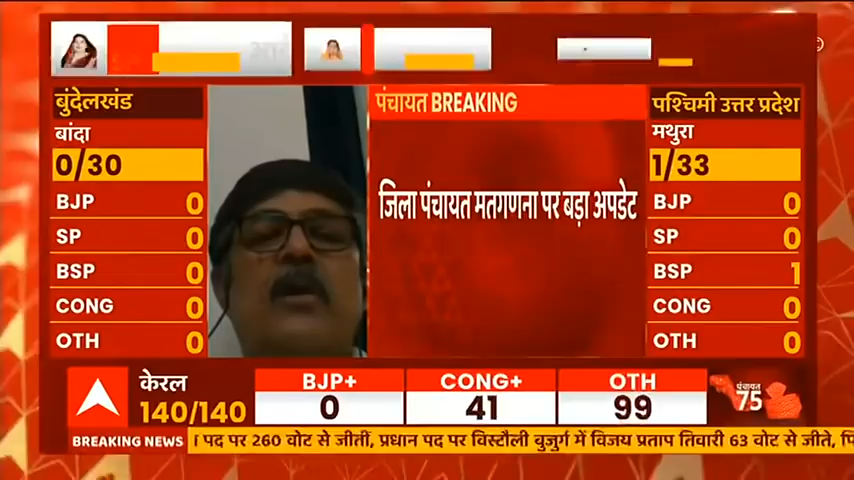 बुंदेलखंड
बांदा
0/30
BJP 0
SP 0
BSP 0
CONG 0
OTH 0
पंचायत BREAKING
जिला पंचायत मतगणना पर बड़ा अपडेट
पश्चिमी उत्तर प्रदेश
मथुरा
1/33
BJP 0
SP 0
BSP 1
CONG 0
OTH 0
केरल
140/140
BJP+ 0
CONG+ 41
OTH 99
पंचायत
75
BREAKING NEWS
पद पर 260 वोट से जीतीं, प्रधान पद पर विस्टौली बुजुर्ग में विजय प्रताप तिवारी 63 वोट से जीते,